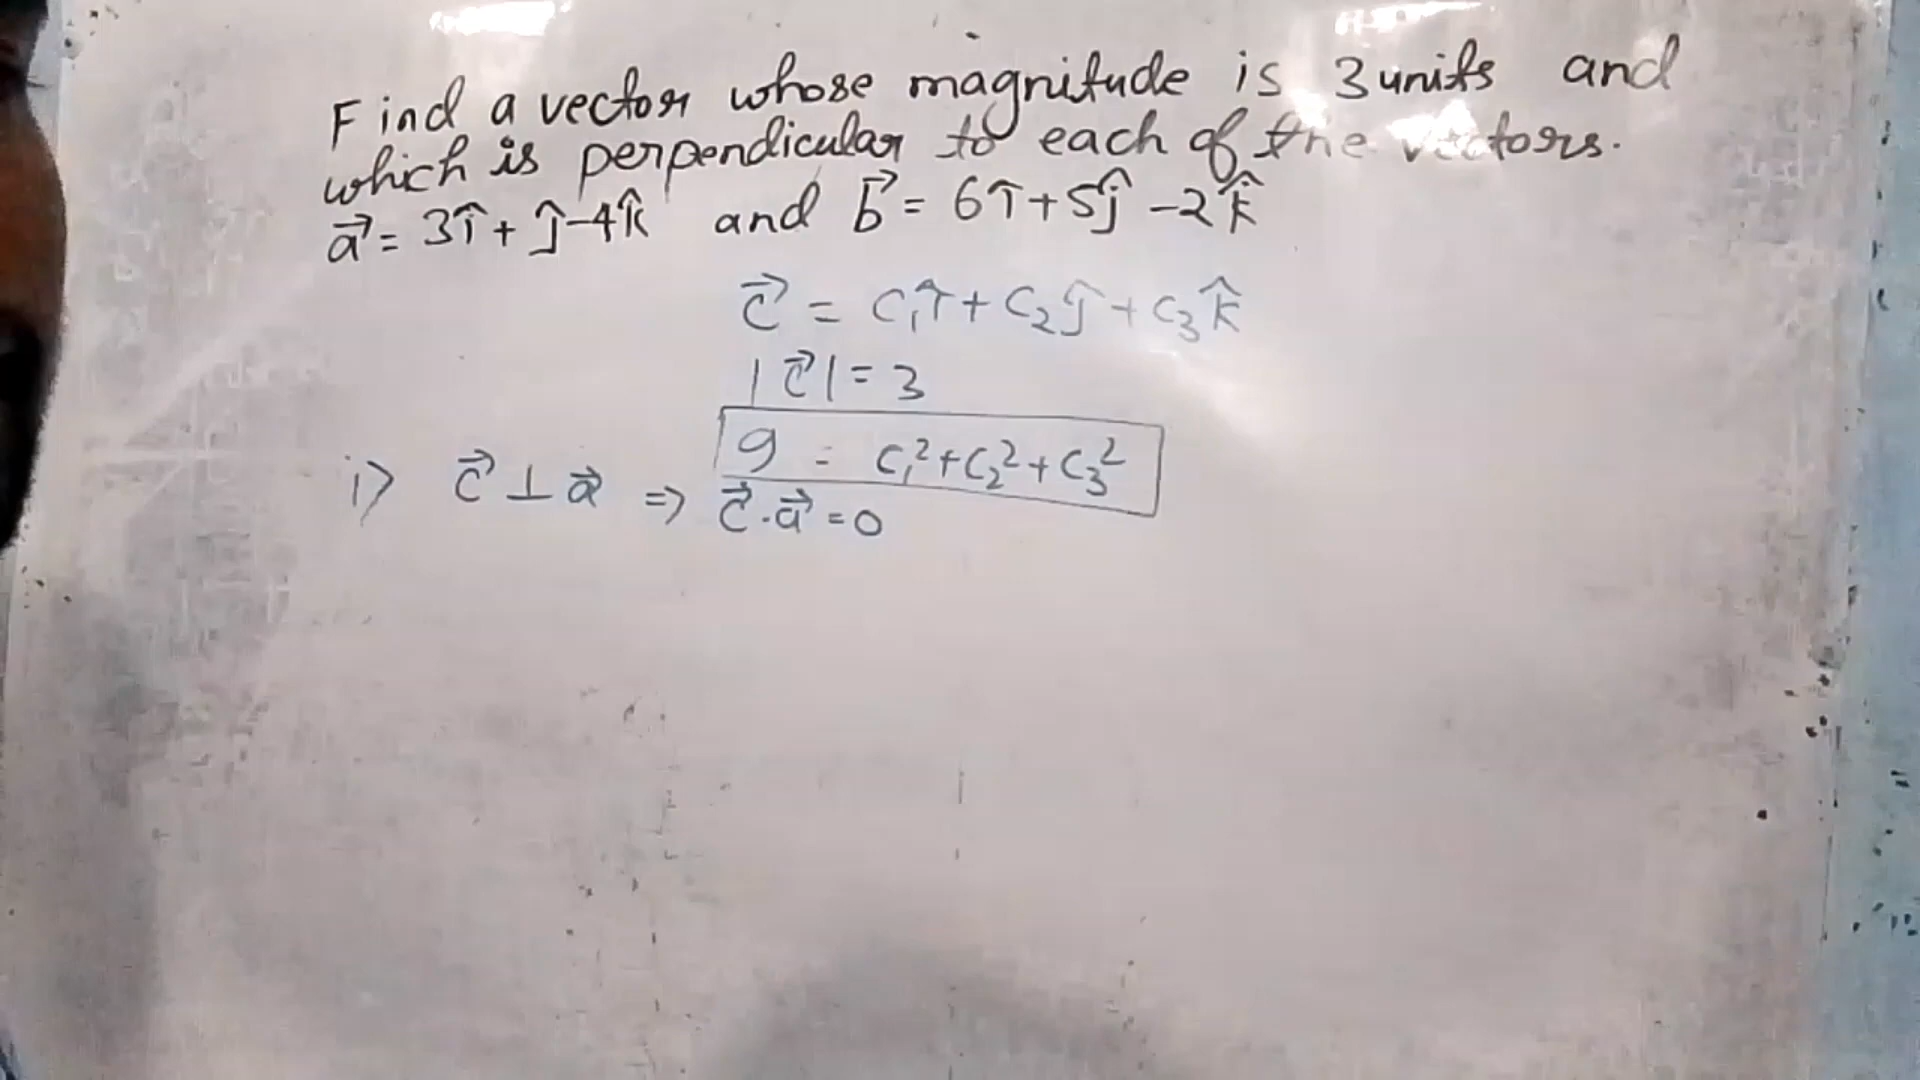 Find a vector whose magnitude is 3 units and
which is perpendicular to each of the vectors.
a⃗ = 3î + ĵ - 4k̂ and b⃗ = 6î + 5ĵ - 2k̂
c⃗ = c₁î + c₂ĵ + c₃k̂
|c⃗| = 3
9 = c₁² + c₂² + c₃²
i) c⃗ ⊥ a⃗ ⇒ c⃗ · a⃗ = 0